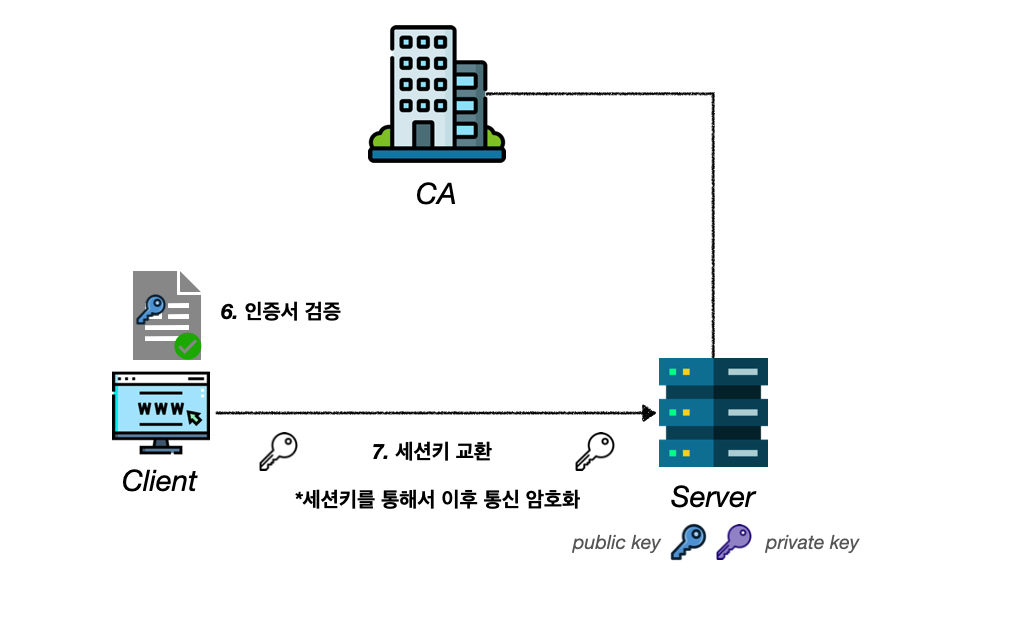 CA
6. 인증서 검증
WWW
Client
7. 세션키 교환
*세션키를 통해서 이후 통신 암호화
Server
public key
private key